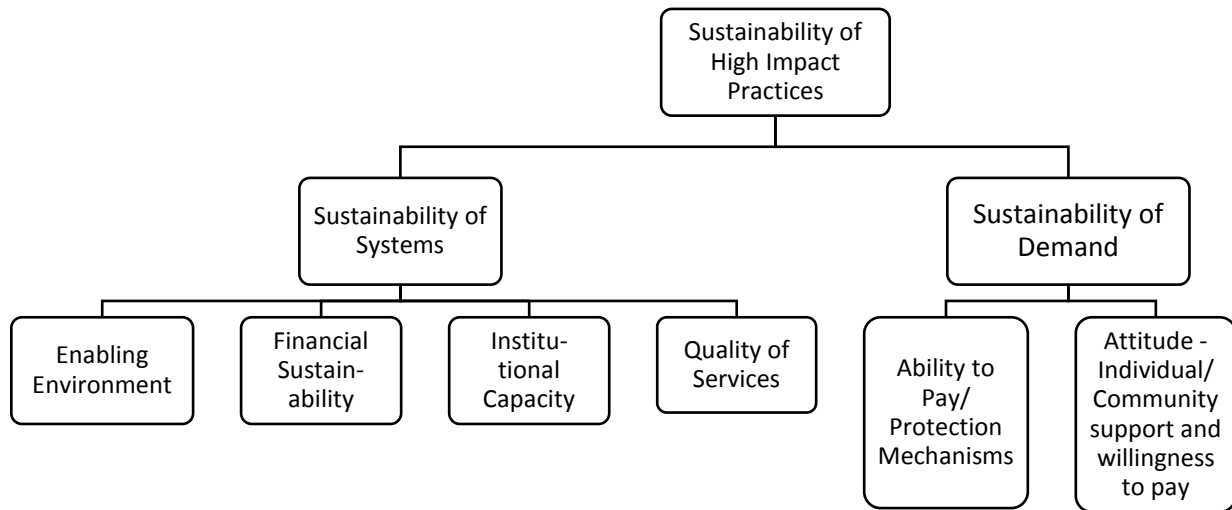 Sustainability of
High Impact
Practices
Sustainability of
Systems
Sustainability of
Demand
Enabling
Environment
Financial
Sustain-
ability
Institu-
tional
Capacity
Quality of
Services
Ability to
Pay/
Protection
Mechanisms
Attitude -
Individual/
Community
support and
willingness
to pay